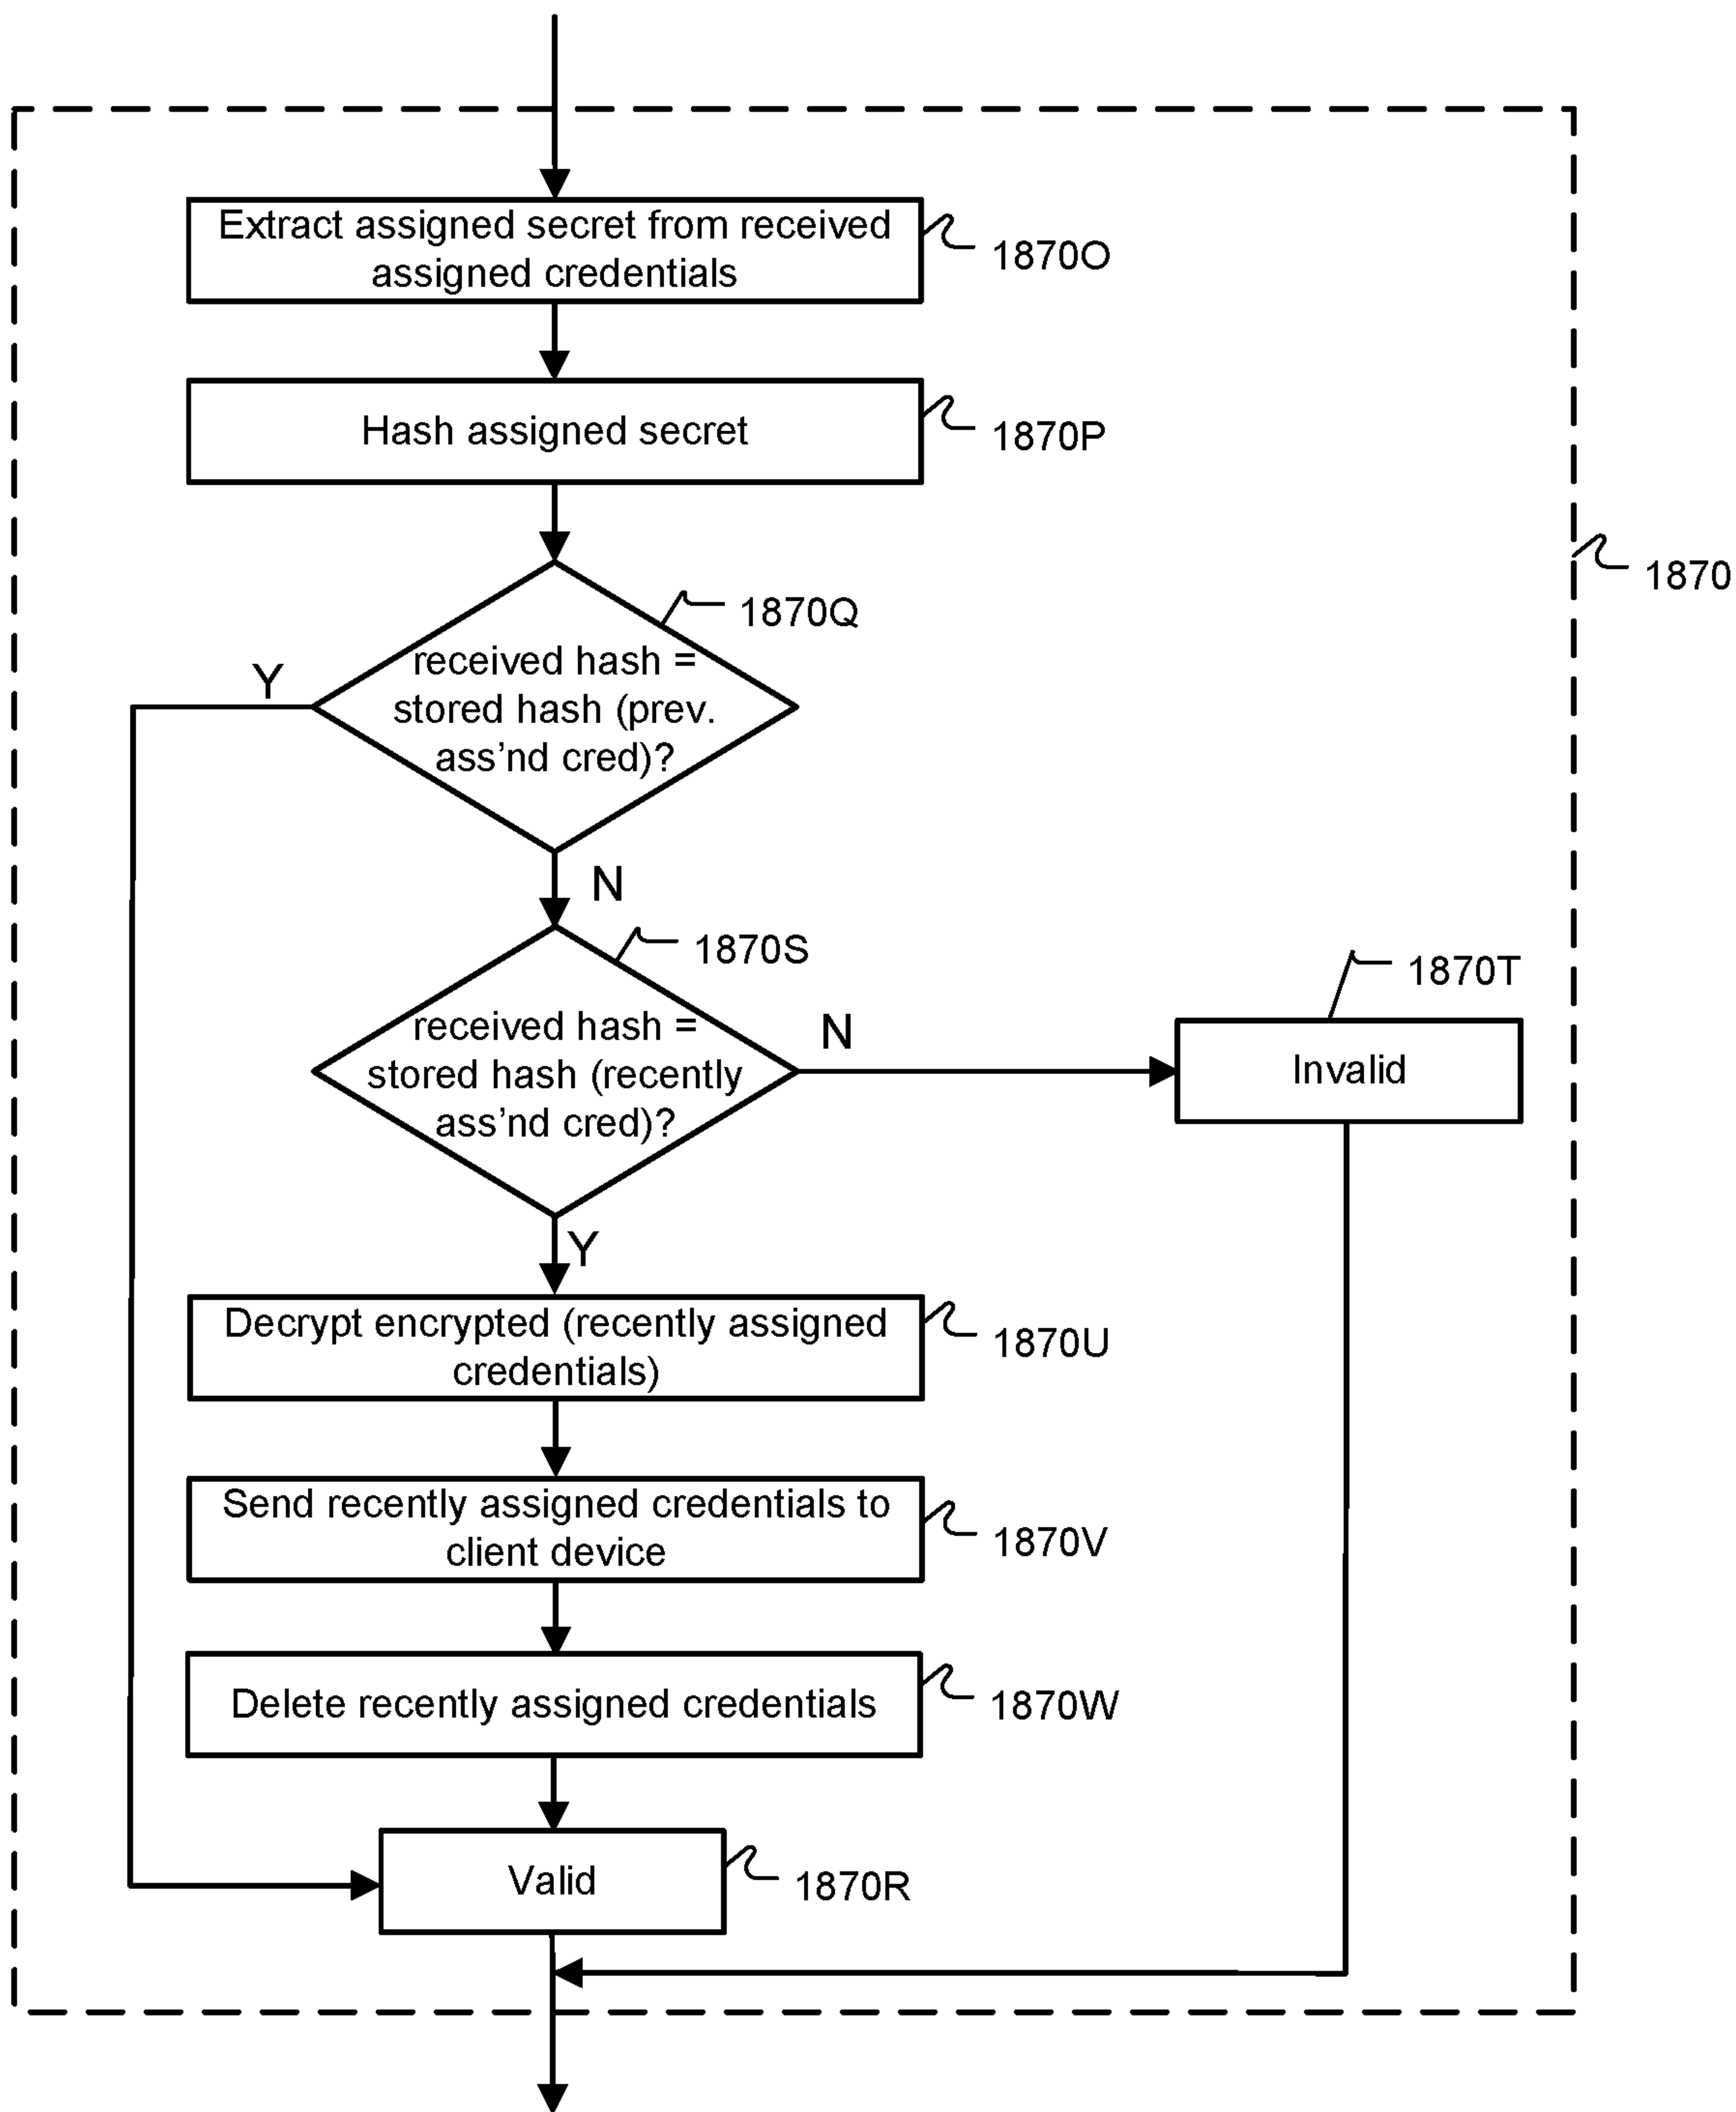 Extract assigned secret from received
assigned credentials
1870O
Hash assigned secret
1870P
1870
1870Q
received hash =
stored hash (prev.
ass'nd cred)?
Y
N
1870S
received hash =
stored hash (recently
ass'nd cred)?
N
1870T
Invalid
Y
Decrypt encrypted (recently assigned
credentials)
1870U
Send recently assigned credentials to
client device
1870V
Delete recently assigned credentials
1870W
Valid
1870R